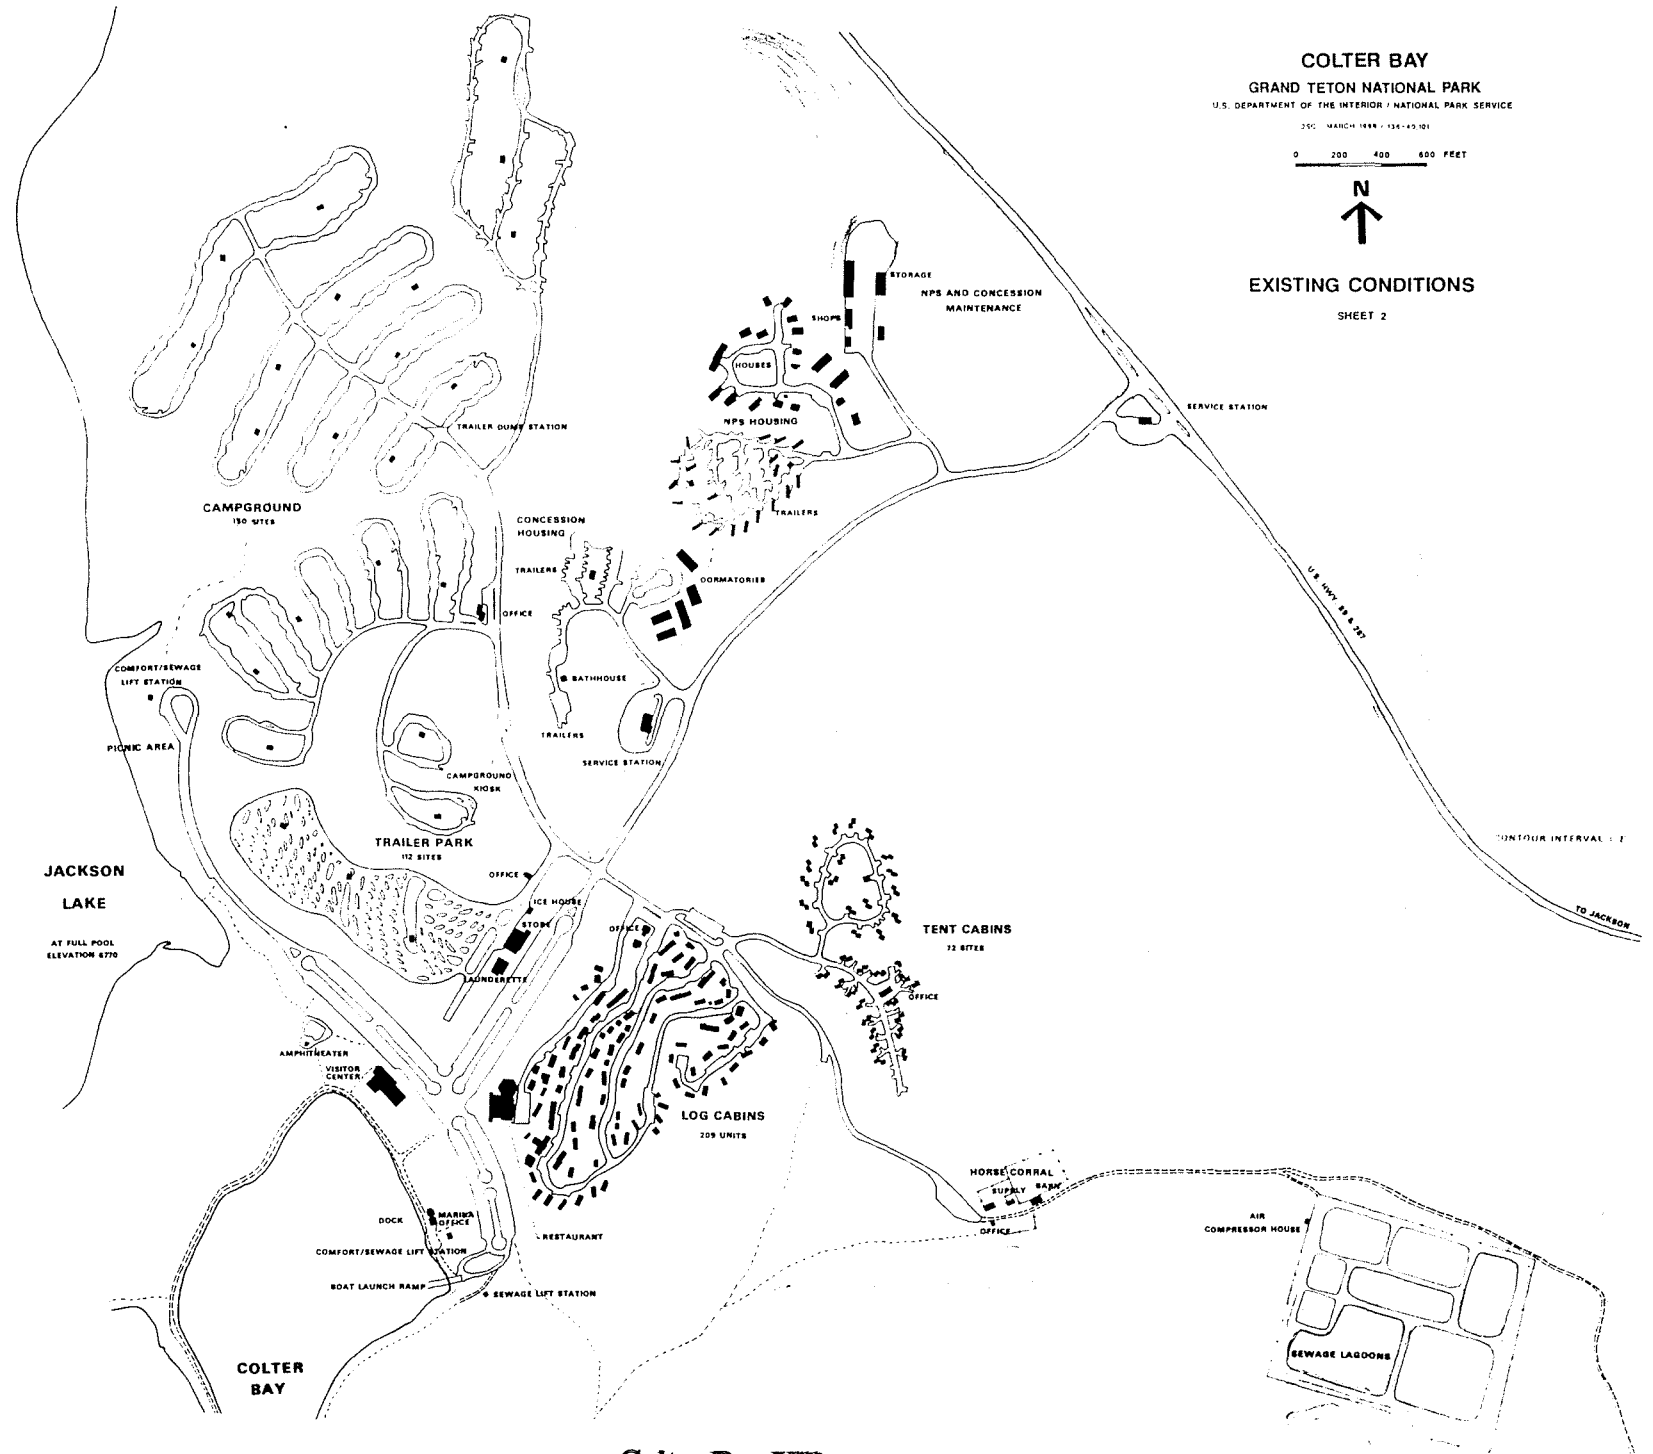 COLTER BAY
GRAND TETON NATIONAL PARK
U.S. DEPARTMENT OF THE INTERIOR / NATIONAL PARK SERVICE
0 200 400 600 FEET
N
EXISTING CONDITIONS
SHEET 2
STORAGE
NPS AND CONCESSION
MAINTENANCE
SHOPS
HOUSES
NPS HOUSING
SERVICE STATION
TRAILER DUMP STATION
CAMPGROUND
CONCESSION
HOUSING
TRAILERS
TRAILERS
DORMATORIES
U.S. HWY. 89 & 287
OFFICE
COMFORT/SEWAGE
LIFT STATION
BATHHOUSE
PICNIC AREA
TRAILERS
SERVICE STATION
CAMPGROUND
KIOSK
TRAILER PARK
112 SITES
CONTOUR INTERVAL
JACKSON
LAKE
AT FULL POOL
ELEVATION 6770
OFFICE
ICE HOUSE
STORE
OFFICE
TENT CABINS
72 SITES
TO JACKSON
LAUNDERETTE
OFFICE
AMPHITHEATER
VISITOR
CENTER
LOG CABINS
209 UNITS
HORSE CORRAL
SUPPLY BARN
OFFICE
DOCK
MARINA
OFFICE
AIR
COMPRESSOR HOUSE
RESTAURANT
COMFORT/SEWAGE LIFT STATION
BOAT LAUNCH RAMP
SEWAGE LIFT STATION
SEWAGE LAGOONS
COLTER
BAY